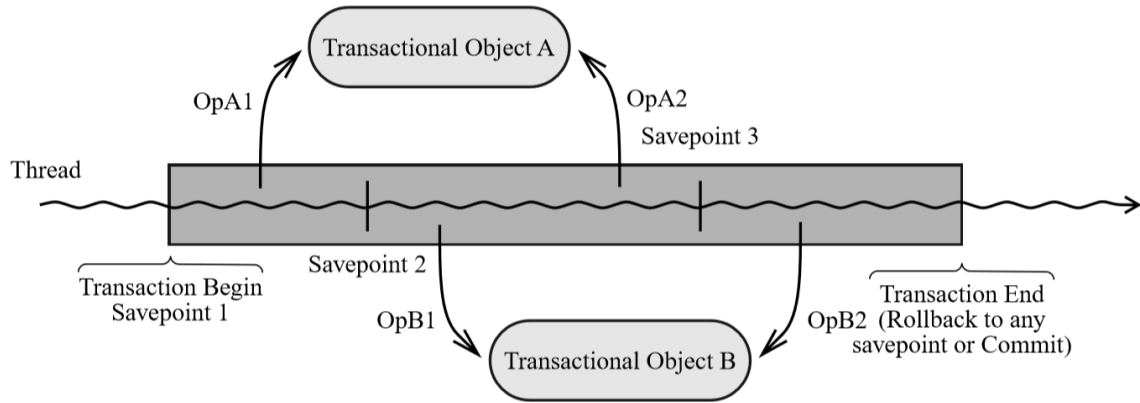 Transactional Object A
OpA1
OpA2
Savepoint 3
Thread
Savepoint 2
Transaction Begin
Savepoint 1
OpB1
Transactional Object B
OpB2
Transaction End
(Rollback to any
savepoint or Commit)